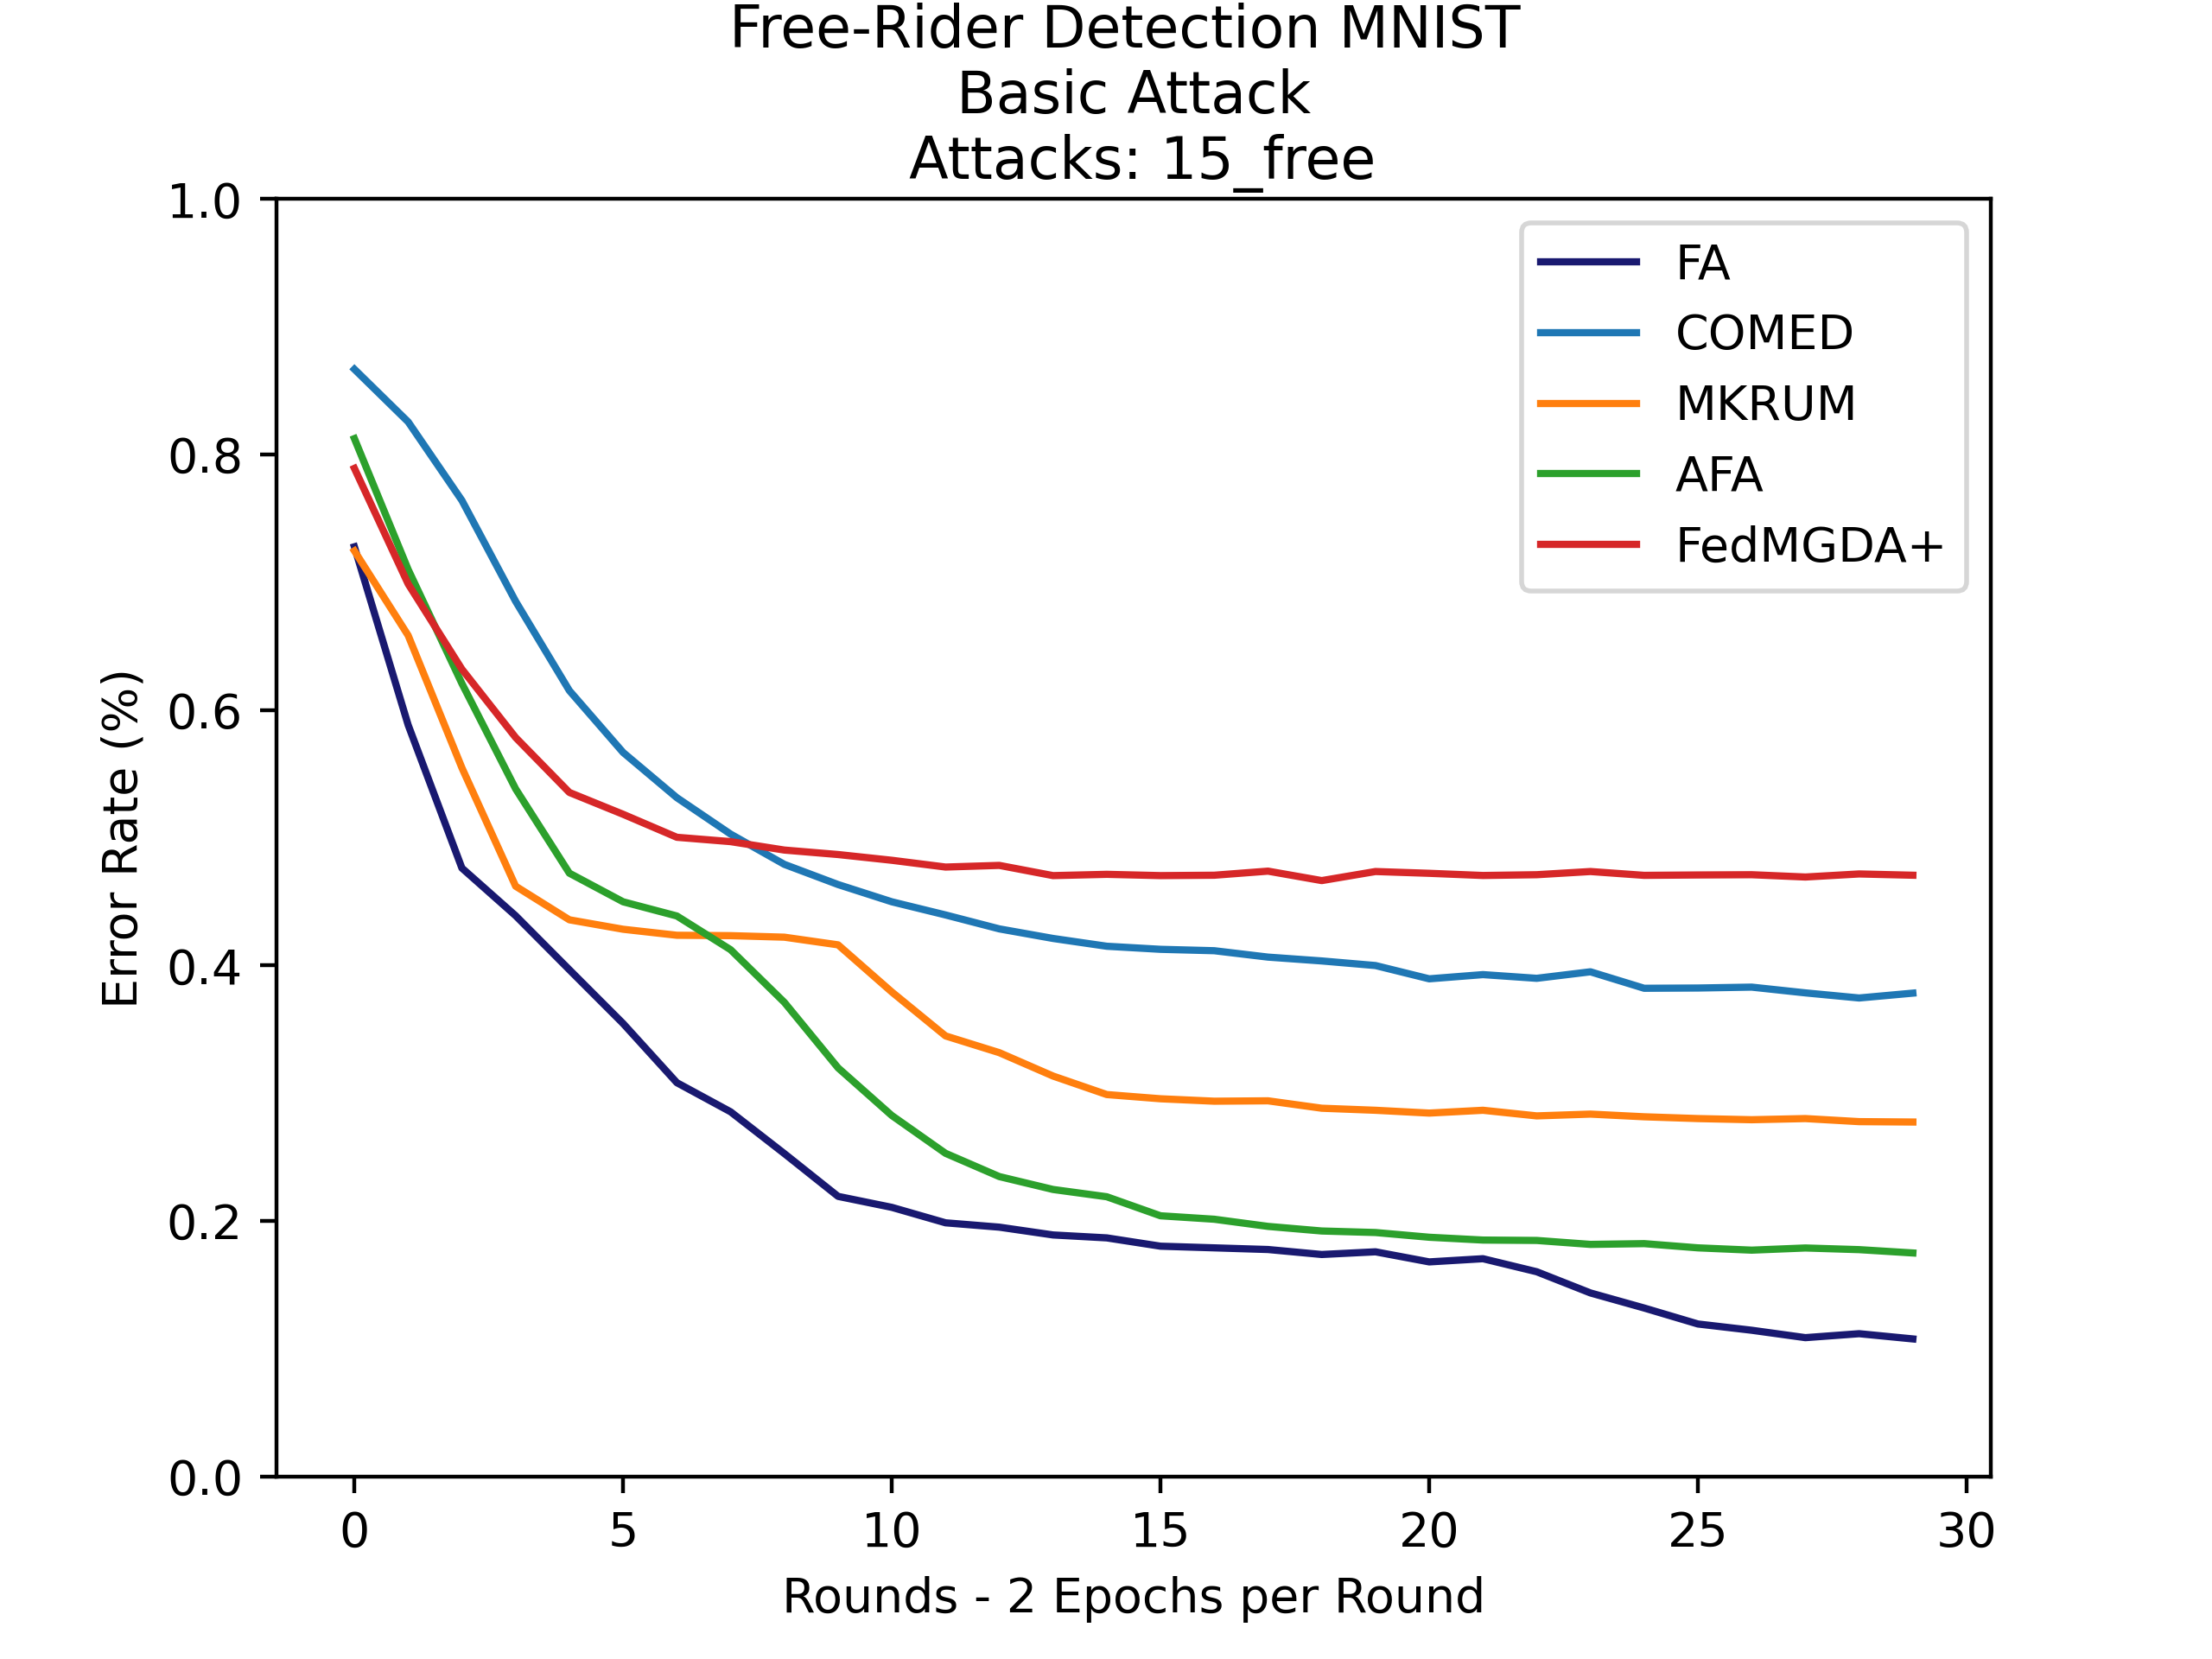 Free-Rider Detection MNIST
Basic Attack
Attacks: 15_free
1.0
0.8
0.6
0.4
0.2
0.0
Error Rate (%)
FA
COMED
MKRUM
AFA
FedMGDA+
0 5 10 15 20 25 30
Rounds - 2 Epochs per Round